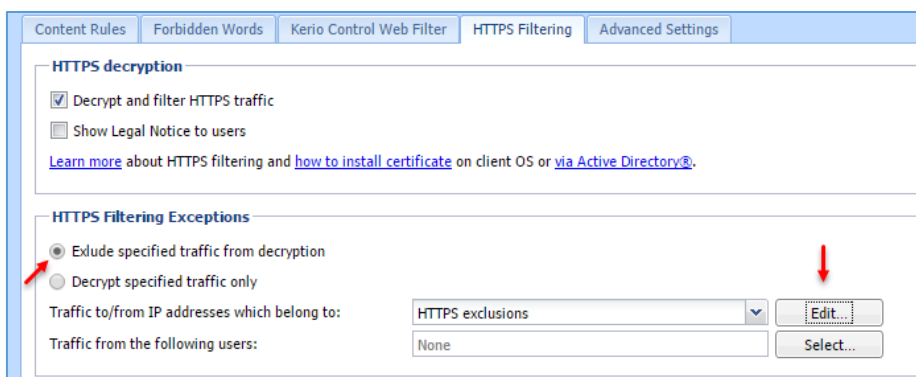 Content Rules Forbidden Words Kerio Control Web Filter HTTPS Filtering Advanced Settings
HTTPS decryption
Decrypt and filter HTTPS traffic
Show Legal Notice to users
Learn more about HTTPS filtering and how to install certificate on client OS or via Active Directory®.
HTTPS Filtering Exceptions
Exlude specified traffic from decryption
Decrypt specified traffic only
Traffic to/from IP addresses which belong to: HTTPS exclusions Edit...
Traffic from the following users: None Select...